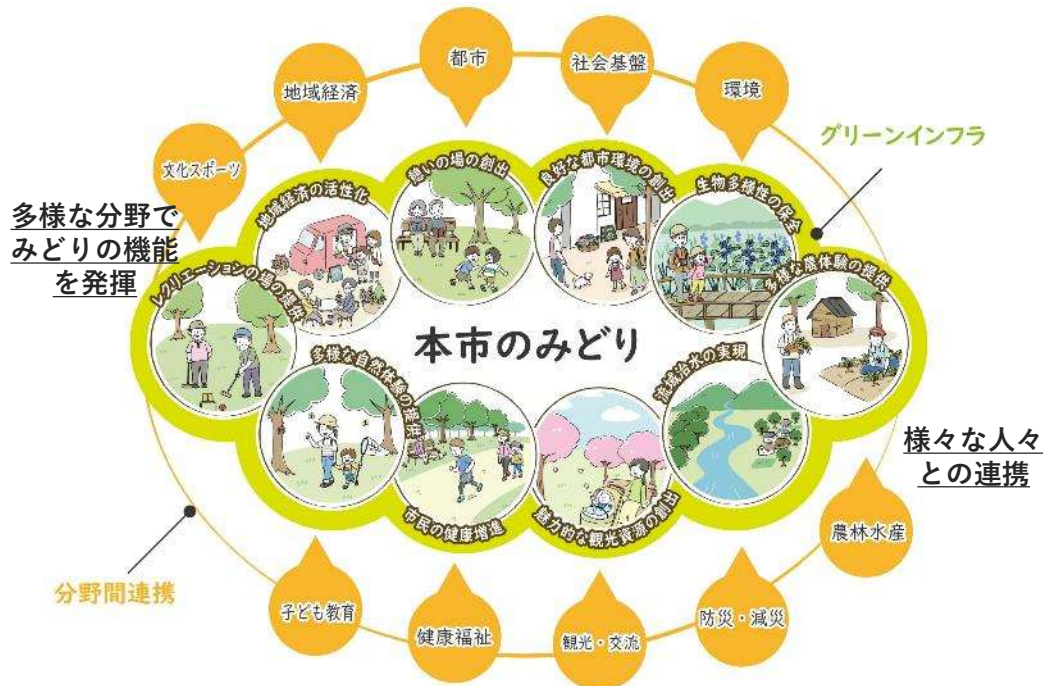 都市
社会基盤
地域経済
環境
グリーンインフラ
文化スポーツ
憩いの場の創出
良好な都市環境の創出
地域経済の活性化
生物多様性の保全
多様な分野で
みどりの機能
を発揮
レクリエーションの場の提供
多様な農体験の提供
本市のみどり
多様な自然体験の提供
流域治水の実現
様々な人々
との連携
市民の健康増進
魅力的な観光資源の創出
農林水産
分野間連携
子ども教育
防災・減災
健康福祉
観光・交流